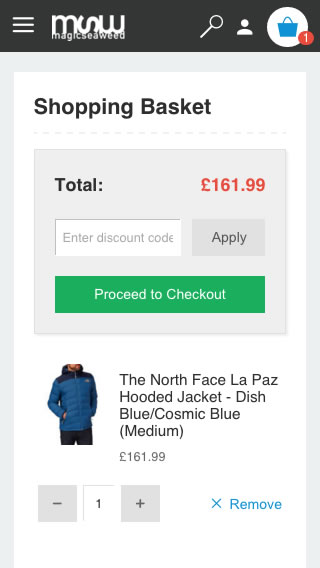 msw
magicseaweed
1
Shopping Basket
Total: £161.99
Enter discount code Apply
Proceed to Checkout
The North Face La Paz
Hooded Jacket - Dish
Blue/Cosmic Blue
(Medium)
£161.99
− 1 + × Remove